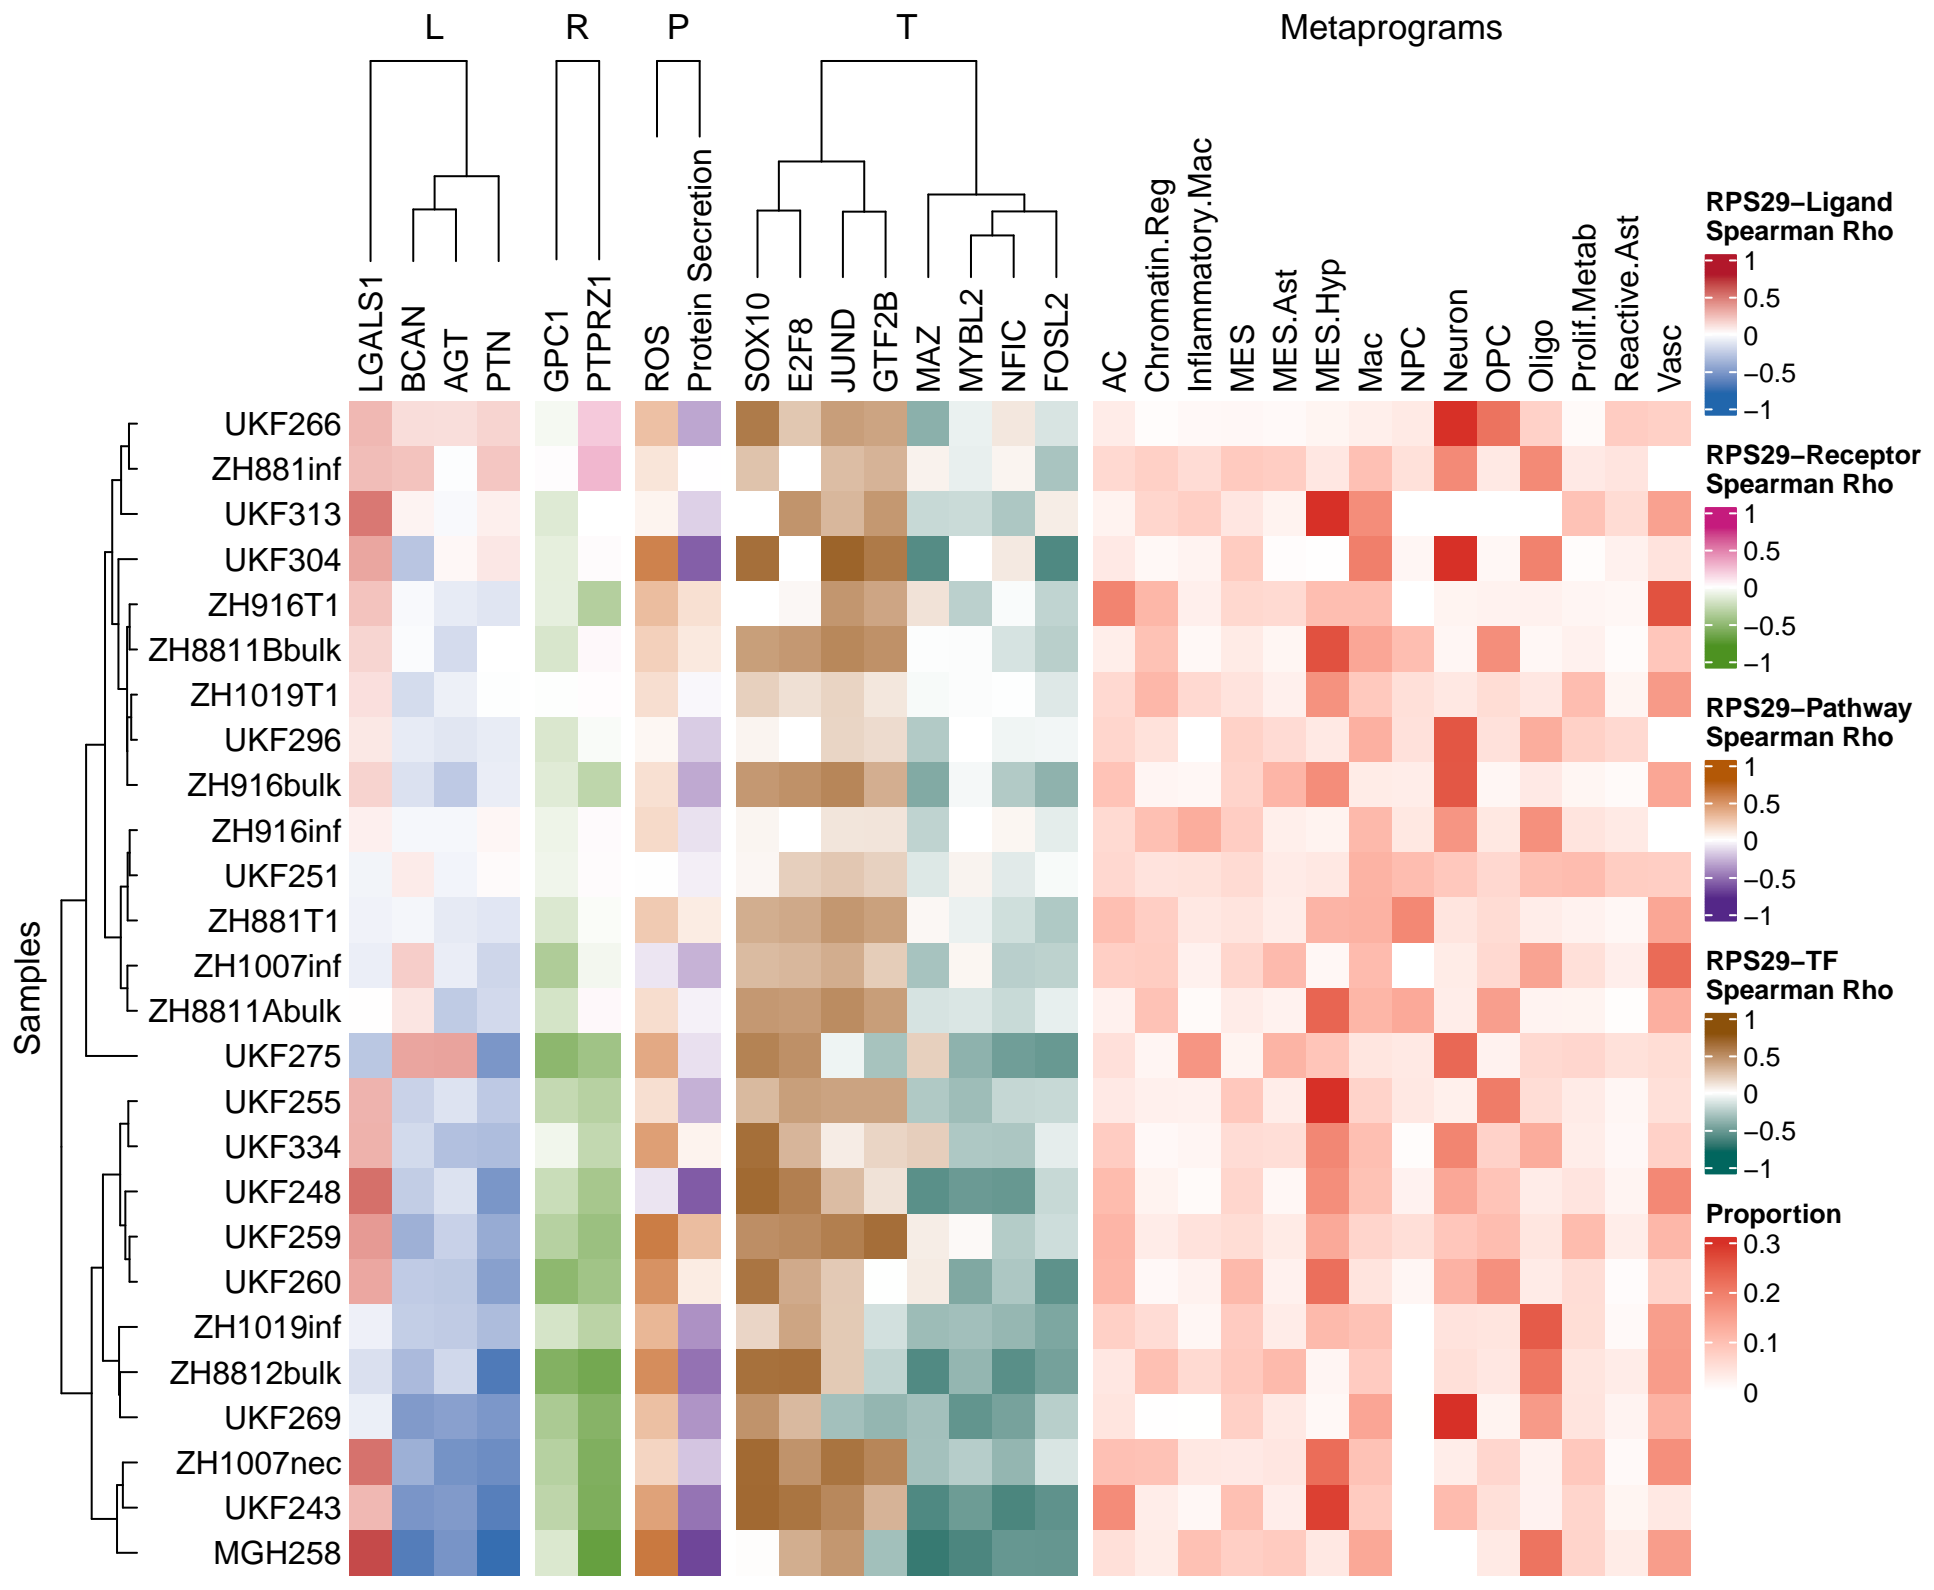 L
R
P
T
Metaprograms
LGALS1
BCAN
AGT
PTN
GPC1
PTPRZ1
ROS
Protein Secretion
SOX10
E2F8
JUND
GTF2B
MAZ
MYBL2
NFIC
FOSL2
AC
Chromatin.Reg
Inflammatory.Mac
MES
MES.Ast
MES.Hyp
Mac
NPC
Neuron
OPC
Oligo
Prolif.Metab
Reactive.Ast
Vasc
Samples
UKF266
ZH881inf
UKF313
UKF304
ZH916T1
ZH8811Bbulk
ZH1019T1
UKF296
ZH916bulk
ZH916inf
UKF251
ZH881T1
ZH1007inf
ZH8811Abulk
UKF275
UKF255
UKF334
UKF248
UKF259
UKF260
ZH1019inf
ZH8812bulk
UKF269
ZH1007nec
UKF243
MGH258
RPS29−Ligand
Spearman Rho
1
0.5
0
−0.5
−1
RPS29−Receptor
Spearman Rho
1
0.5
0
−0.5
−1
RPS29−Pathway
Spearman Rho
1
0.5
0
−0.5
−1
RPS29−TF
Spearman Rho
1
0.5
0
−0.5
−1
Proportion
0.3
0.2
0.1
0